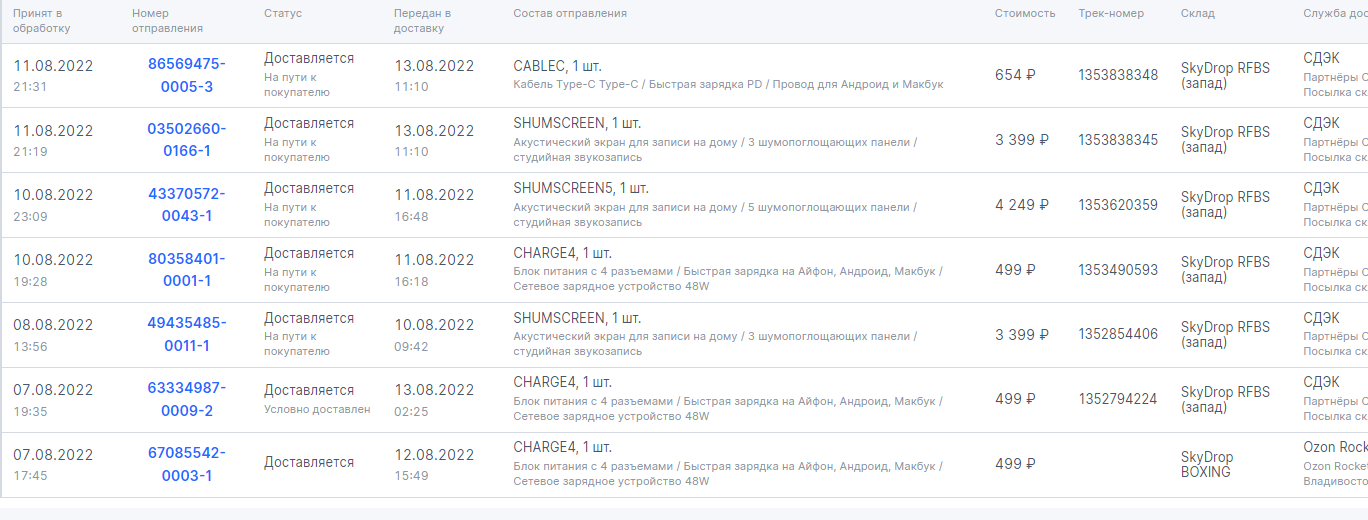 Принят в
обработку
Номер
отправления
Статус
Передан в
доставку
Состав отправления
Стоимость
Трек-номер
Склад
Служба дос
11.08.2022
21:31
86569475-
0005-3
Доставляется
На пути к
покупателю
13.08.2022
11:10
CABLEC, 1 шт.
Кабель Type-C Type-C / Быстрая зарядка PD / Провод для Андроид и Макбук
654 ₽
1353838348
SkyDrop RFBS
(запад)
СДЭК
Партнёры О
Посылка ск
11.08.2022
21:19
03502660-
0166-1
Доставляется
На пути к
покупателю
13.08.2022
11:10
SHUMSCREEN, 1 шт.
Акустический экран для записи на дому / 3 шумопоглощающих панели /
студийная звукозапись
3 399 ₽
1353838345
SkyDrop RFBS
(запад)
СДЭК
Партнёры О
Посылка ск
10.08.2022
23:09
43370572-
0043-1
Доставляется
На пути к
покупателю
11.08.2022
16:48
SHUMSCREEN5, 1 шт.
Акустический экран для записи на дому / 5 шумопоглощающих панели /
студийная звукозапись
4 249 ₽
1353620359
SkyDrop RFBS
(запад)
СДЭК
Партнёры О
Посылка ск
10.08.2022
19:28
80358401-
0001-1
Доставляется
На пути к
покупателю
11.08.2022
16:18
CHARGE4, 1 шт.
Блок питания с 4 разъемами / Быстрая зарядка на Айфон, Андроид, Макбук /
Сетевое зарядное устройство 48W
499 ₽
1353490593
SkyDrop RFBS
(запад)
СДЭК
Партнёры О
Посылка ск
08.08.2022
13:56
49435485-
0011-1
Доставляется
На пути к
покупателю
10.08.2022
09:42
SHUMSCREEN, 1 шт.
Акустический экран для записи на дому / 3 шумопоглощающих панели /
студийная звукозапись
3 399 ₽
1352854406
SkyDrop RFBS
(запад)
СДЭК
Партнёры О
Посылка ск
07.08.2022
19:35
63334987-
0009-2
Доставляется
Условно доставлен
13.08.2022
02:25
CHARGE4, 1 шт.
Блок питания с 4 разъемами / Быстрая зарядка на Айфон, Андроид, Макбук /
Сетевое зарядное устройство 48W
499 ₽
1352794224
SkyDrop RFBS
(запад)
СДЭК
Партнёры О
Посылка ск
07.08.2022
17:45
67085542-
0003-1
Доставляется
12.08.2022
15:49
CHARGE4, 1 шт.
Блок питания с 4 разъемами / Быстрая зарядка на Айфон, Андроид, Макбук /
Сетевое зарядное устройство 48W
499 ₽
SkyDrop
BOXING
Ozon Rock
Ozon Rocket
Владивосто